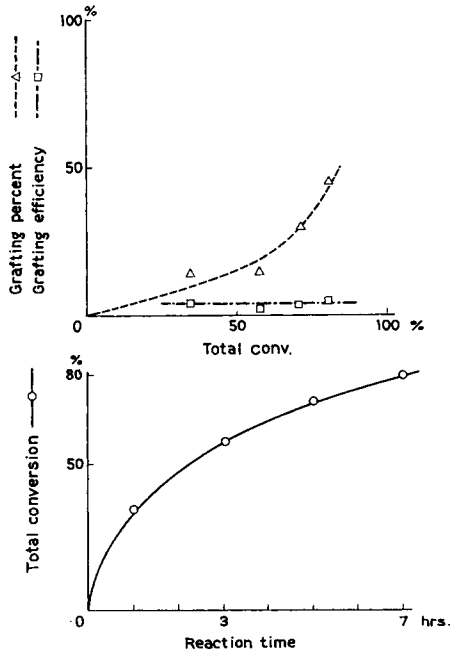 %
100
50
0
50
100
%
Total conv.
Grafting percent
Grafting efficiency
%
80
50
0
3
7
hrs.
Reaction time
Total conversion